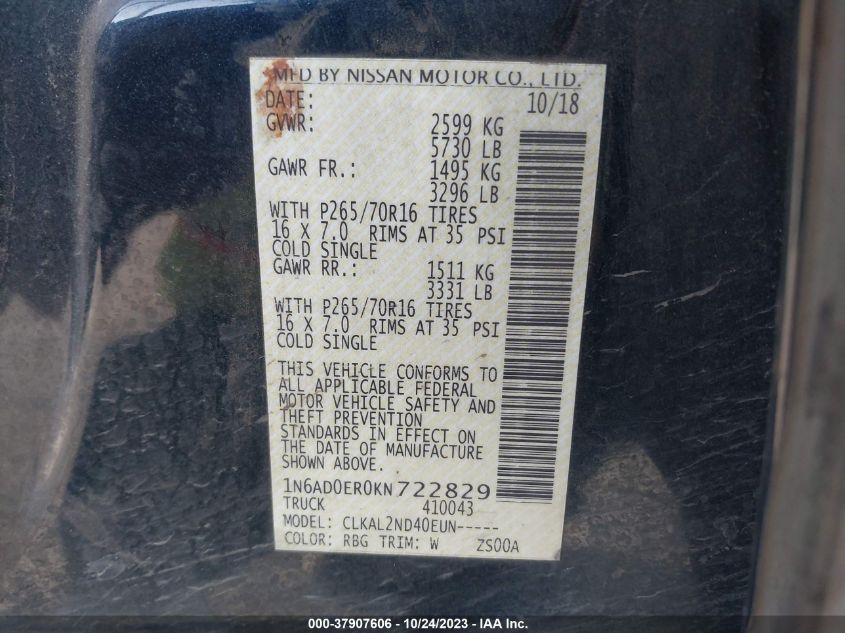 MFD BY NISSAN MOTOR CO., LTD.
DATE: 10/18
GVWR: 2599 KG
5730 LB
GAWR FR.: 1495 KG
3296 LB
WITH P265/70R16 TIRES
16 X 7.0 RIMS AT 35 PSI
COLD SINGLE
GAWR RR.: 1511 KG
3331 LB
WITH P265/70R16 TIRES
16 X 7.0 RIMS AT 35 PSI
COLD SINGLE
THIS VEHICLE CONFORMS TO
ALL APPLICABLE FEDERAL
MOTOR VEHICLE SAFETY AND
THEFT PREVENTION
STANDARDS IN EFFECT ON
THE DATE OF MANUFACTURE
SHOWN ABOVE.
1N6AD0ER0KN722829
TRUCK 410043
MODEL: CLKAL2ND40EUN-----
COLOR: RBG TRIM: W ZS00A
000-37907606 - 10/24/2023 - IAA Inc.